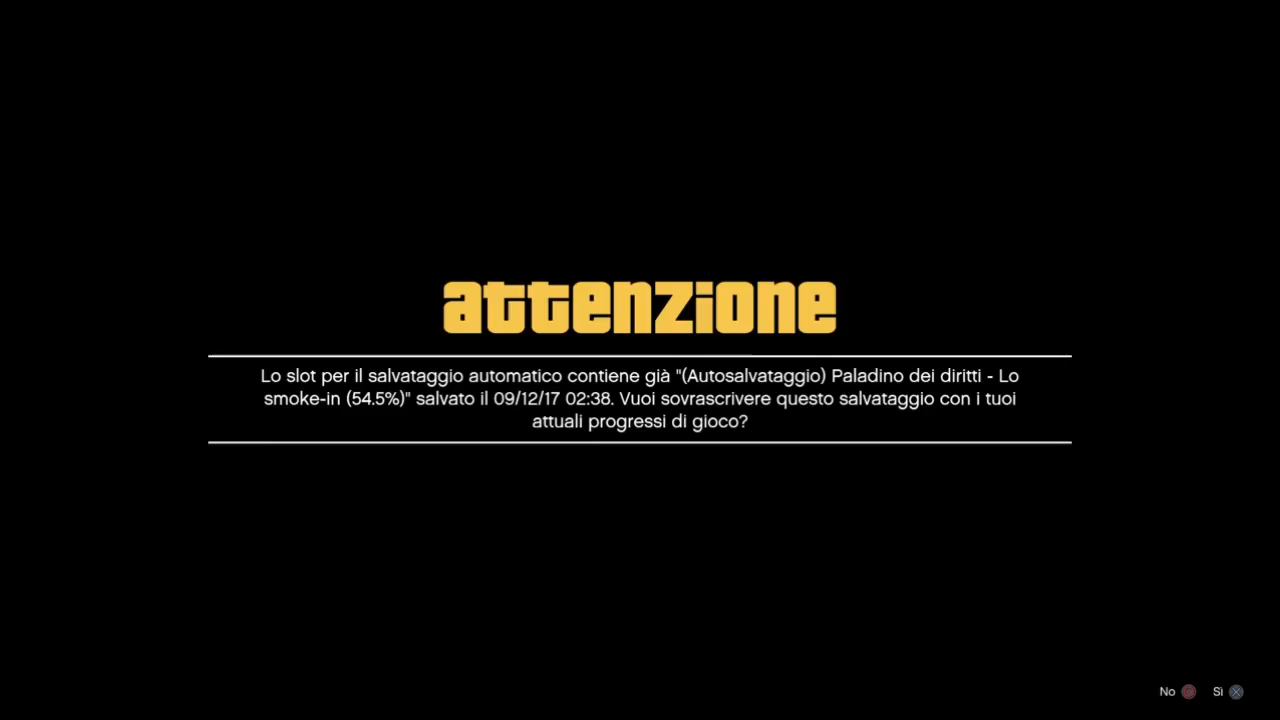 attenzione
Lo slot per il salvataggio automatico contiene già "(Autosalvataggio) Paladino dei diritti - Lo
smoke-in (54.5%)" salvato il 09/12/17 02:38. Vuoi sovrascrivere questo salvataggio con i tuoi
attuali progressi di gioco?
No Sì